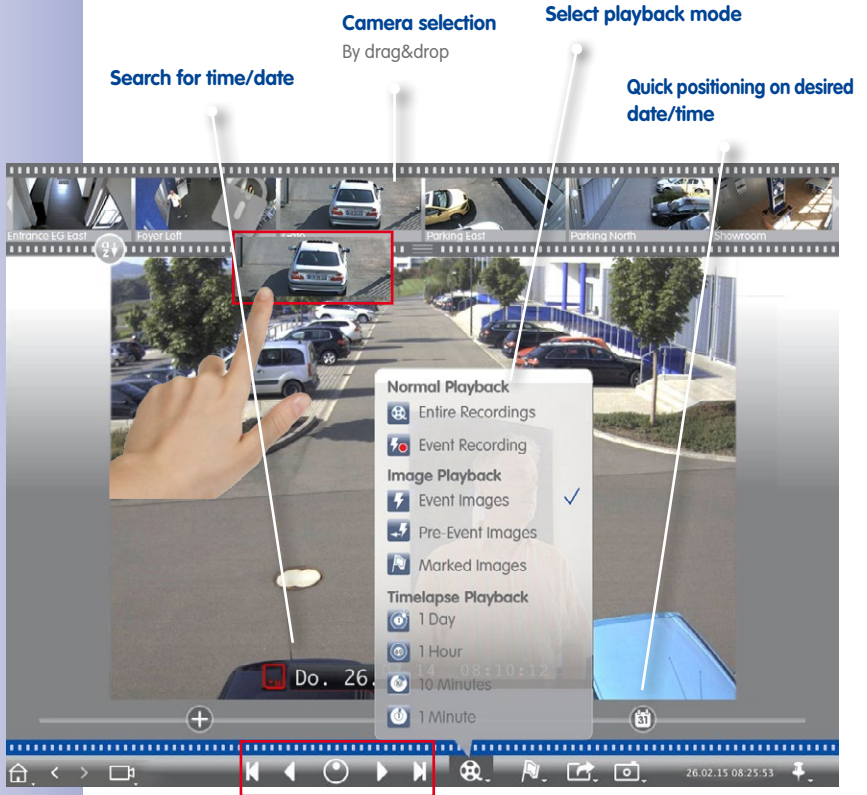 Camera selection
By drag&drop
Select playback mode
Search for time/date
Quick positioning on desired
date/time
Entrance EG East
Foyer Left
Parking East
Parking North
Showroom
Normal Playback
Entire Recordings
Event Recording
Image Playback
Event Images
Pre-Event Images
Marked Images
Timelapse Playback
1 Day
1 Hour
Do. 26. 14 08:10:12
10 Minutes
1 Minute
31
26.02.15 08:25:53